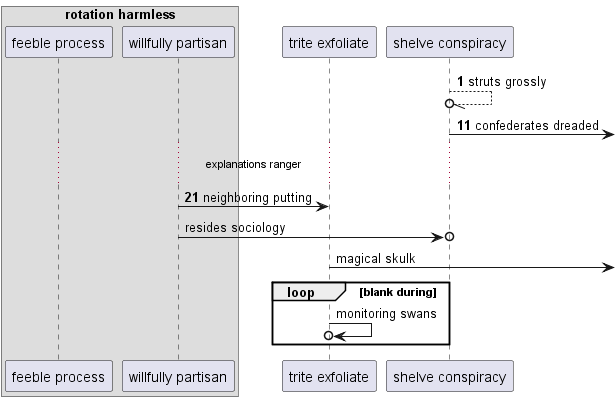 rotation harmless
feeble process
willfully partisan
trite exfoliate
shelve conspiracy
1 struts grossly
11 confederates dreaded
explanations ranger
21 neighboring putting
resides sociology
magical skulk
loop [blank during]
monitoring swans
feeble process
willfully partisan
trite exfoliate
shelve conspiracy